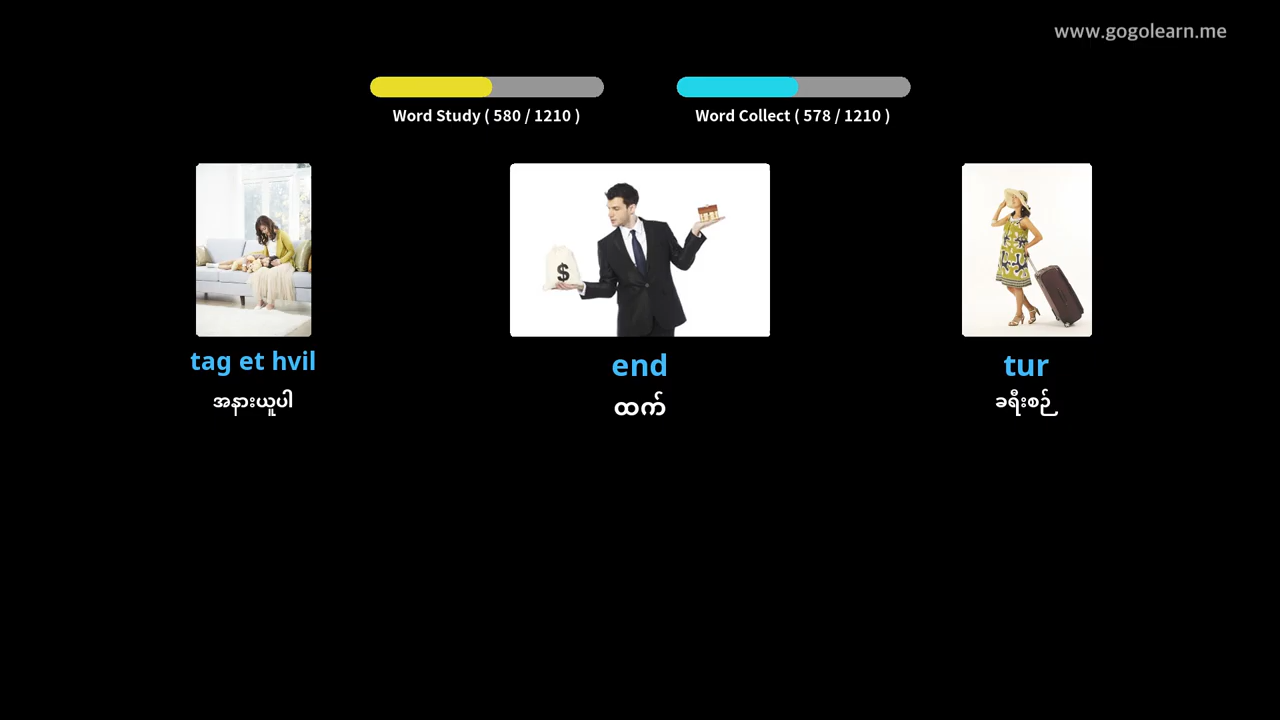 www.gogolearn.me
Word Study ( 580 / 1210 )
Word Collect ( 578 / 1210 )
$
tag et hvil
end
tur
အနားယူပါ
ထက်
ခရီးစဉ်